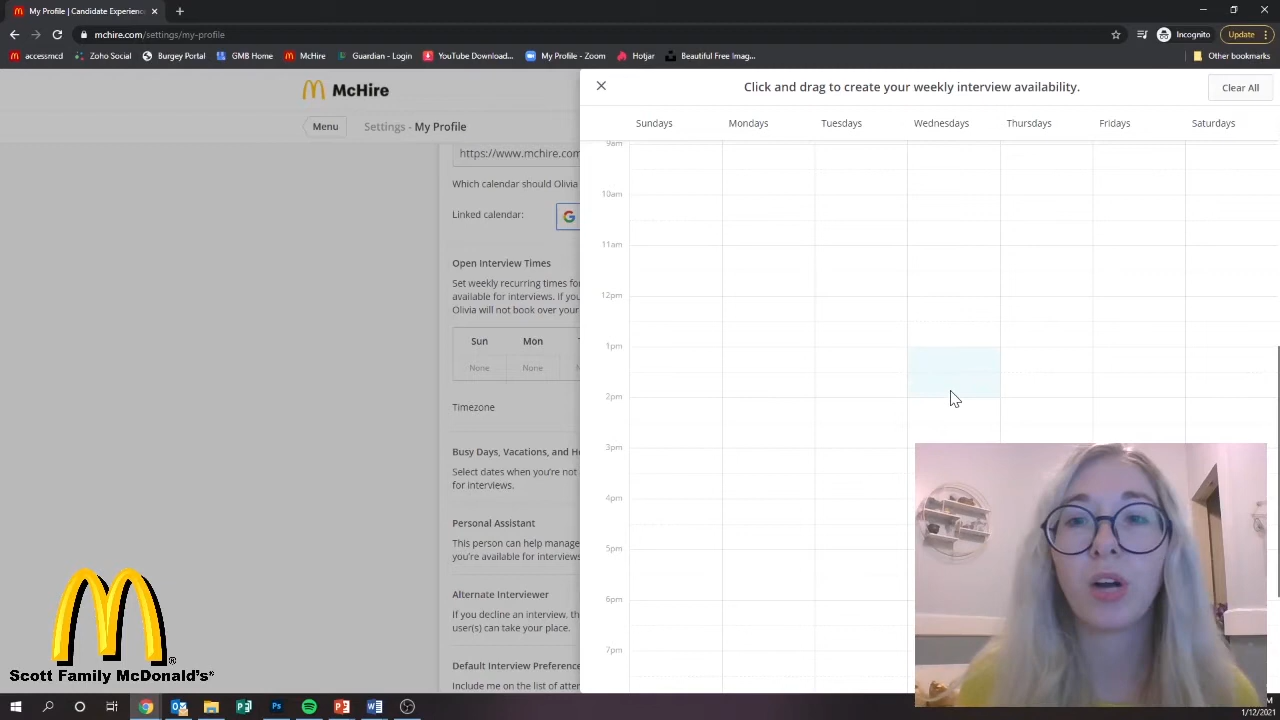 My Profile | Candidate Experienc
mchire.com/settings/my-profile
Incognito
Update
accessmcd
Zoho Social
Burgey Portal
GMB Home
McHire
Guardian - Login
YouTube Download...
My Profile - Zoom
Hotjar
Beautiful Free Imag...
Other bookmarks
McHire
Menu
Settings - My Profile
https://www.mchire.com
Which calendar should Olivia
Linked calendar:
Open Interview Times
Set weekly recurring times fo
available for interviews. If you
Olivia will not book over your
Sun
Mon
T
None
None
Timezone
Busy Days, Vacations, and Ho
Select dates when you're not
for interviews.
Personal Assistant
This person can help manage
you're available for interviews
Alternate Interviewer
If you decline an interview, the
user(s) can take your place.
Default Interview Preference
Include me on the list of atten
Click and drag to create your weekly interview availability.
Clear All
Sundays
Mondays
Tuesdays
Wednesdays
Thursdays
Fridays
Saturdays
9am
10am
11am
12pm
1pm
2pm
3pm
4pm
5pm
6pm
7pm
Scott Family McDonald's®
1/12/2021